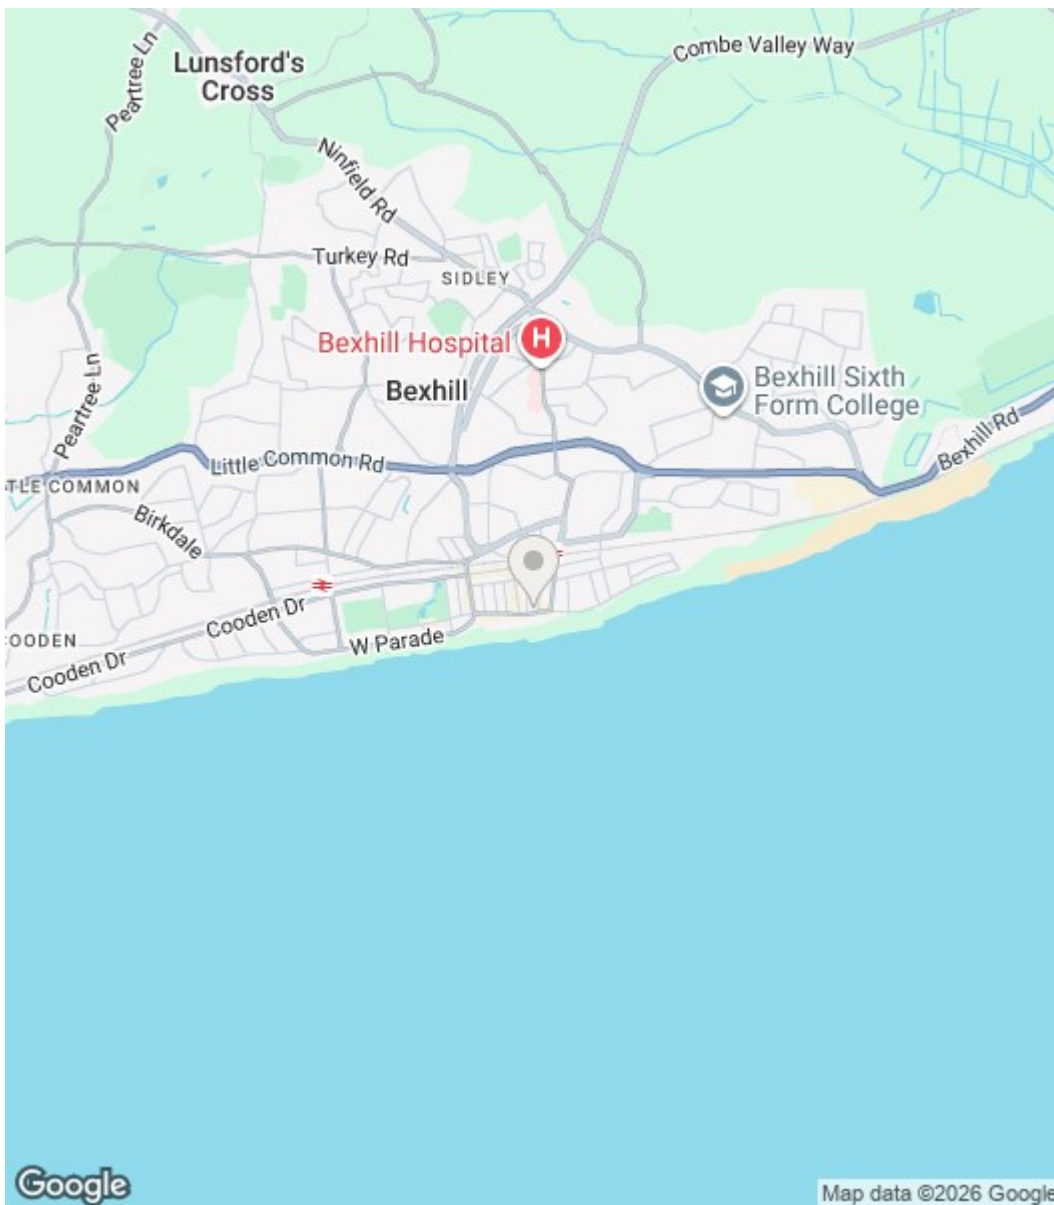 Combe Valley Way
Peartree Ln
Lunsford's
Cross
Ninfield Rd
Turkey Rd
SIDLEY
H
Bexhill Hospital
Bexhill
Bexhill Sixth
Form College
Peartree Ln
Bexhill Rd
Little Common Rd
TLE COMMON
Birkdale
Cooden Dr
W Parade
COODEN
Cooden Dr
Google
Map data ©2026 Google